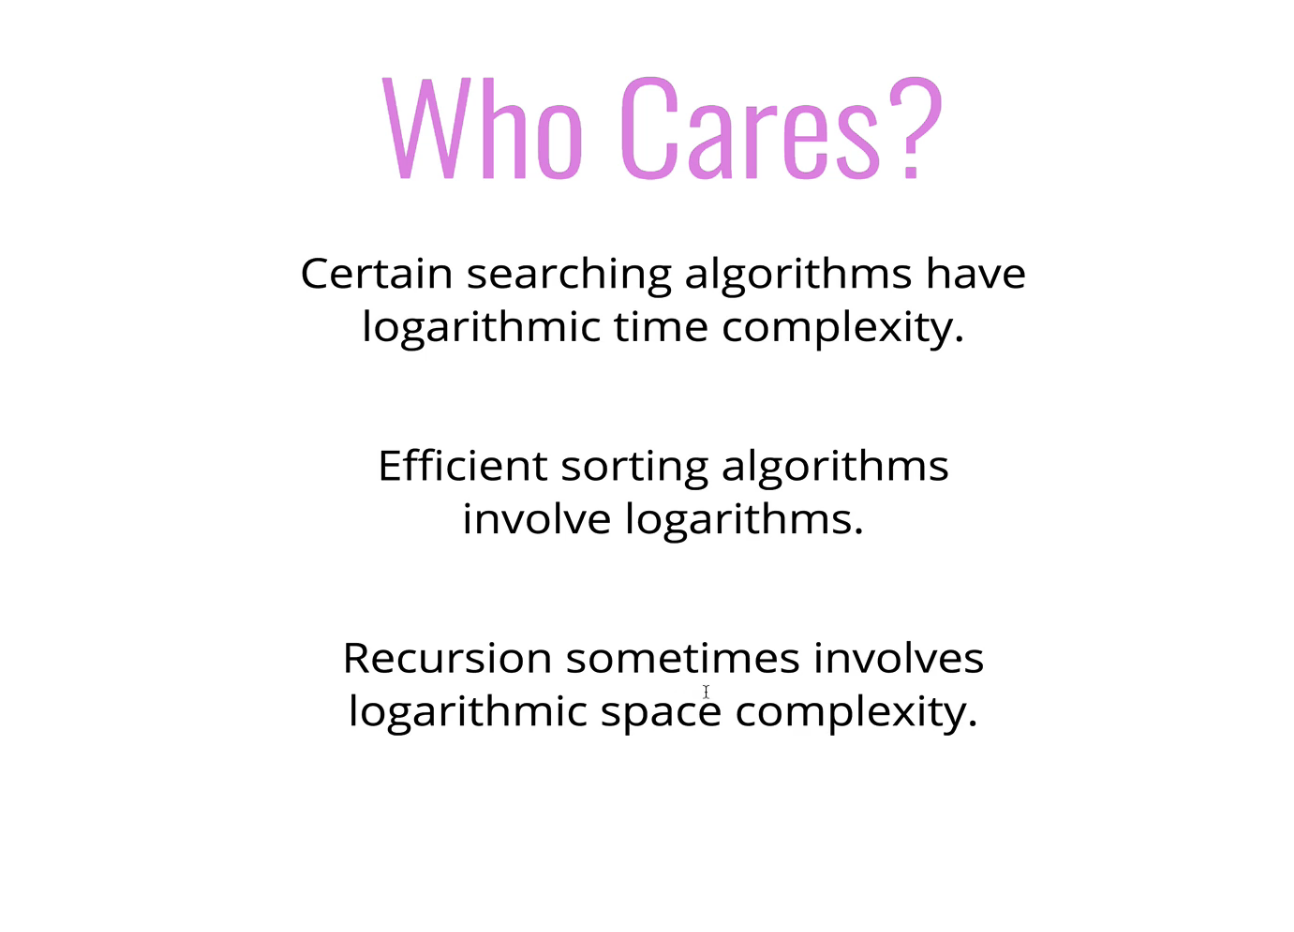 Who Cares?
Certain searching algorithms have
logarithmic time complexity.
Efficient sorting algorithms
involve logarithms.
Recursion sometimes involves
logarithmic space complexity.